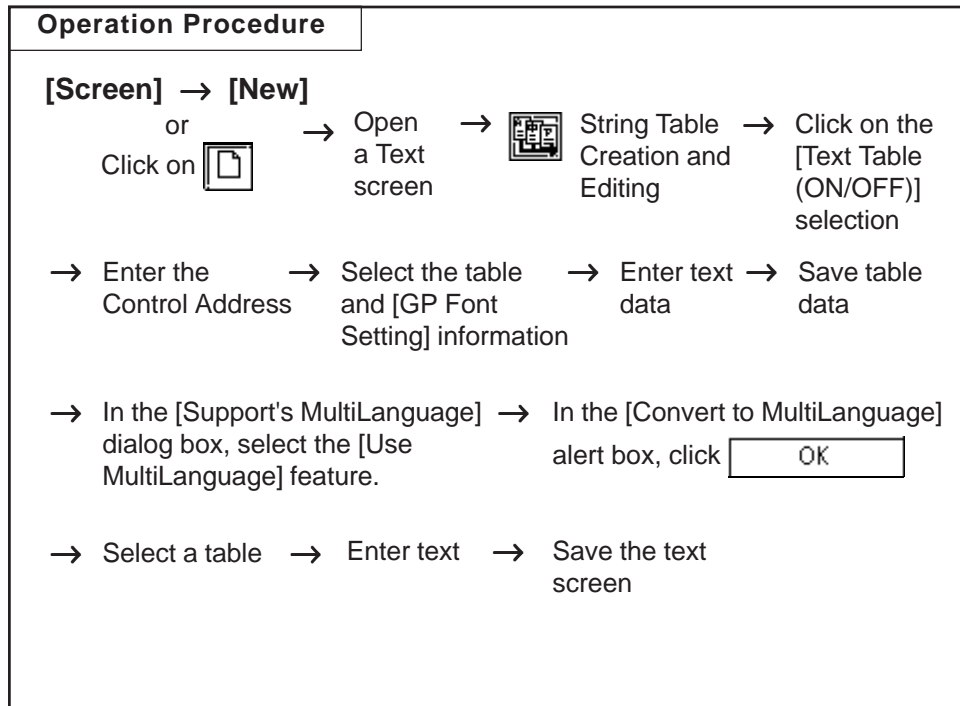 Operation Procedure
[Screen] → [New]
or
Click on
→ Open
a Text
screen
→ String Table
Creation and
Editing
→ Click on the
[Text Table
(ON/OFF)]
selection
→ Enter the
Control Address
→ Select the table
and [GP Font
Setting] information
→ Enter text
data
→ Save table
data
→ In the [Support's MultiLanguage]
dialog box, select the [Use
MultiLanguage] feature.
→ In the [Convert to MultiLanguage]
alert box, click OK
→ Select a table
→ Enter text
→ Save the text
screen